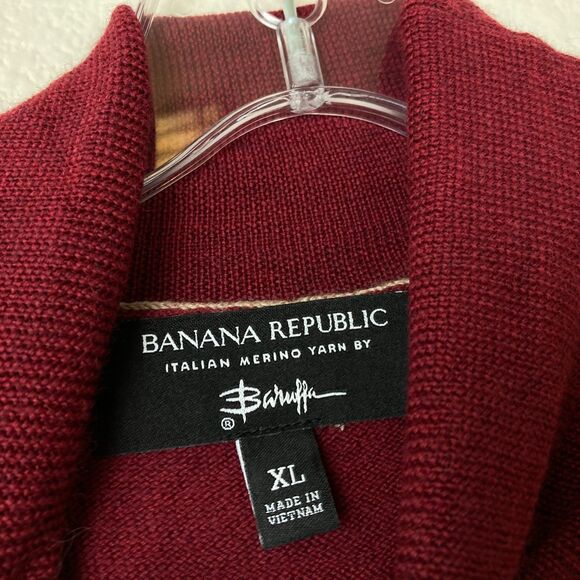 BANANA REPUBLIC
ITALIAN MERINO YARN BY
Baruffa
®
XL
MADE IN
VIETNAM